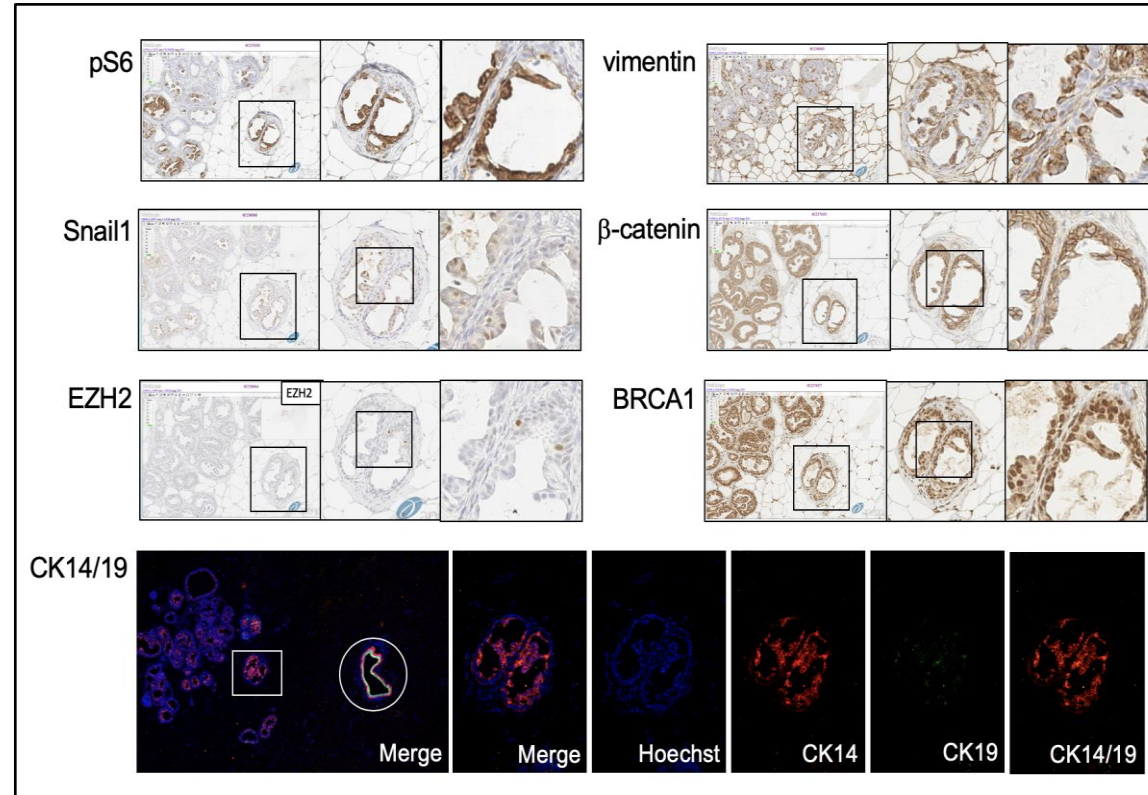 pS6
vimentin
Snail1
β-catenin
EZH2
EZH2
BRCA1
CK14/19
Merge
Merge
Hoechst
CK14
CK19
CK14/19